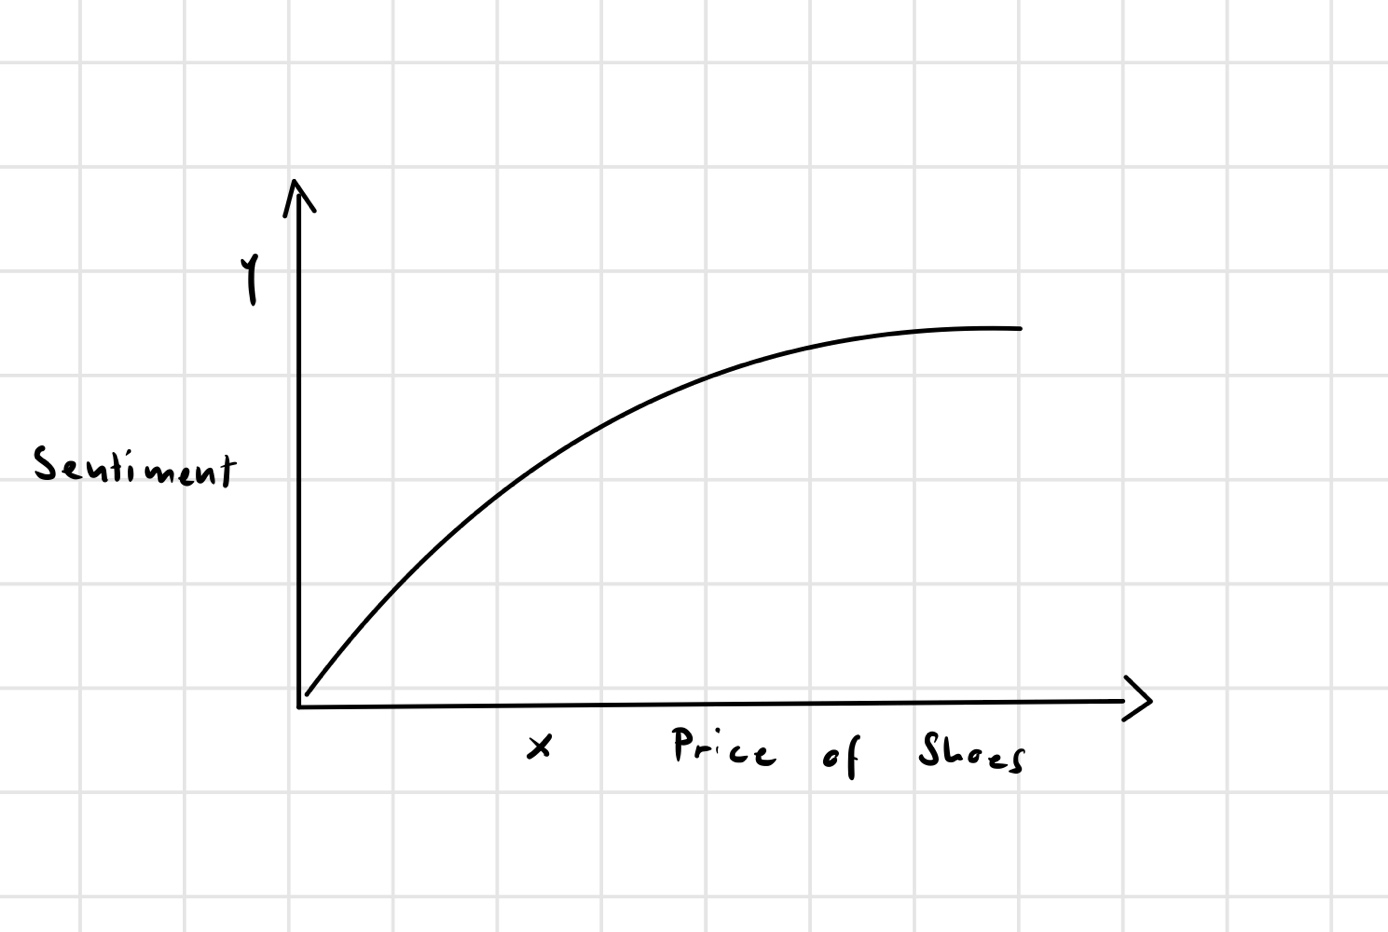 Y
Sentiment
x Price of Shoes